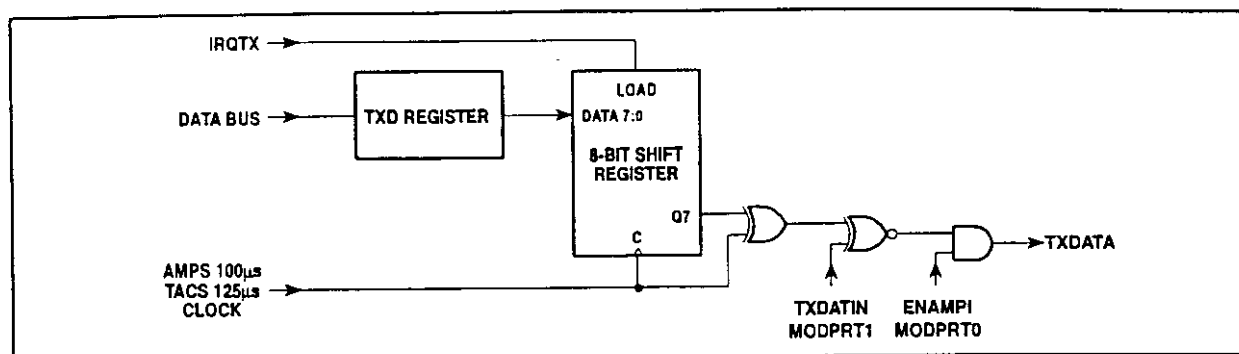 IRQTX
LOAD
DATA BUS
TXD REGISTER
DATA 7:0
8-BIT SHIFT
REGISTER
Q7
C
TXDATA
AMPS 100µs
TACS 125µs
CLOCK
TXDATIN
MODPRT1
ENAMPI
MODPRT0